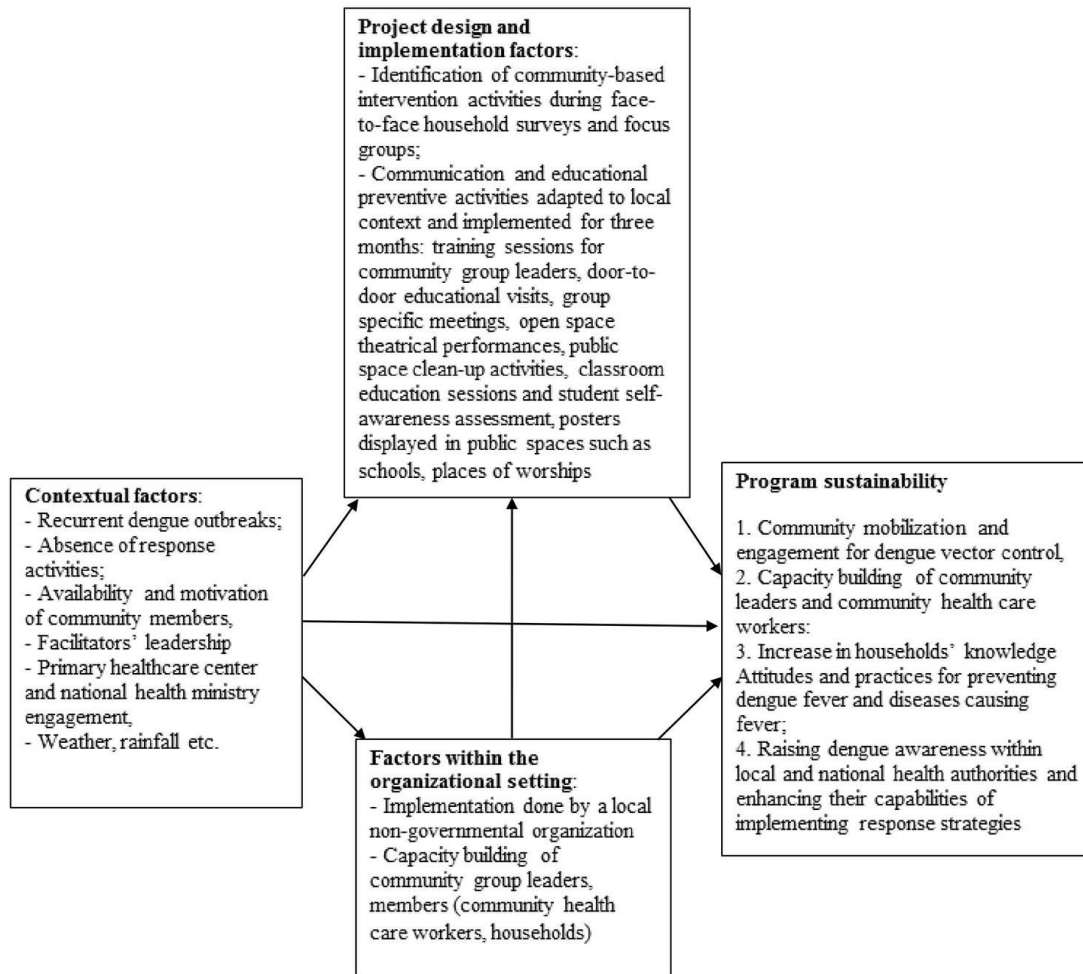 Project design and
implementation factors:
- Identification of community-based
intervention activities during face-
to-face household surveys and focus
groups;
- Communication and educational
preventive activities adapted to local
context and implemented for three
months: training sessions for
community group leaders, door-to-
door educational visits, group
specific meetings, open space
theatrical performances, public
space clean-up activities, classroom
education sessions and student self-
awareness assessment, posters
displayed in public spaces such as
schools, places of worships
Contextual factors:
- Recurrent dengue outbreaks;
- Absence of response
activities;
- Availability and motivation
of community members,
- Facilitators’ leadership
- Primary healthcare center
and national health ministry
engagement,
- Weather, rainfall etc.
Factors within the
organizational setting:
- Implementation done by a local
non-governmental organization
- Capacity building of
community group leaders,
members (community health
care workers, households)
Program sustainability
1. Community mobilization and
engagement for dengue vector control,
2. Capacity building of community
leaders and community health care
workers:
3. Increase in households’ knowledge
Attitudes and practices for preventing
dengue fever and diseases causing
fever;
4. Raising dengue awareness within
local and national health authorities and
enhancing their capabilities of
implementing response strategies